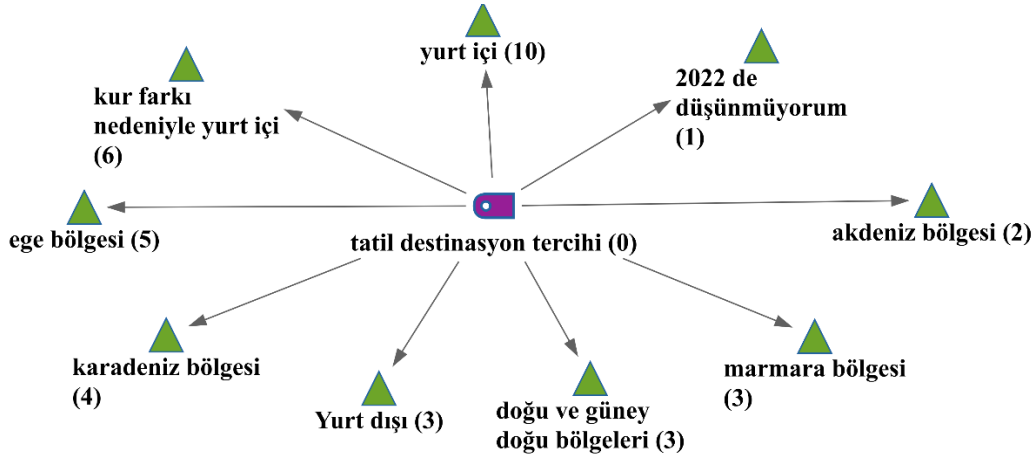 yurt içi (10)
kur farkı
nedeniyle yurt içi
(6)
2022 de
düşünmüyorum
(1)
ege bölgesi (5)
tatil destinasyon tercihi (0)
akdeniz bölgesi (2)
karadeniz bölgesi
(4)
Yurt dışı (3)
doğu ve güney
doğu bölgeleri (3)
marmara bölgesi
(3)